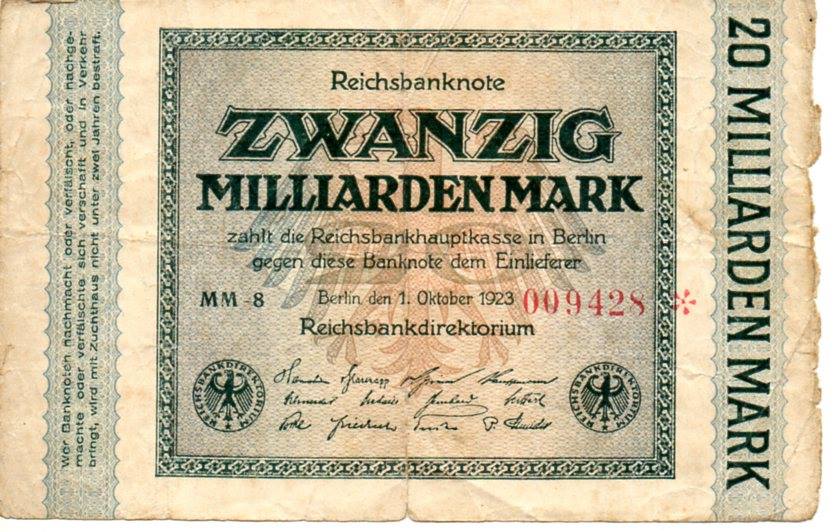 Wer Banknoten nachmacht oder verfälscht, oder nachge-
machte oder verfälschte sich verschafft und in Verkehr
bringt, wird mit Zuchthaus nicht unter zwei Jahren bestraft.
Reichsbanknote
ZWANZIG
MILLIARDEN MARK
zahlt die Reichsbankhauptkasse in Berlin
gegen diese Banknote dem Einlieferer
MM-8 Berlin den 1. Oktober 1923 009428 *
Reichsbankdirektorium
REICHSBANKDIREKTORIUM
REICHSBANKDIREKTORIUM
20 MILLIARDEN MARK